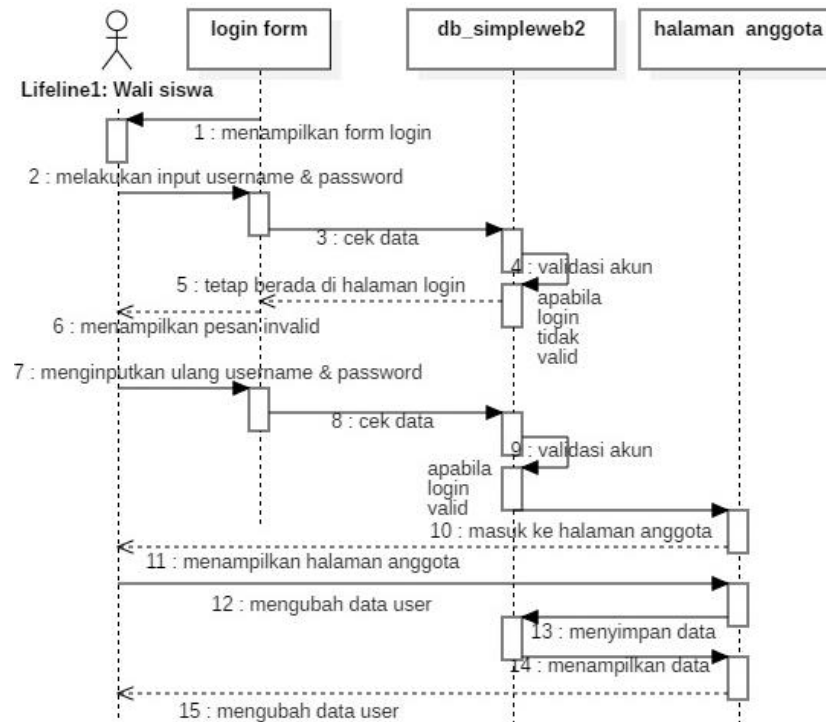 login form
db_simpleweb2
halaman anggota
Lifeline1: Wali siswa
1 : menampilkan form login
2 : melakukan input username & password
3 : cek data
4 : validasi akun
5 : tetap berada di halaman login
apabila
login
tidak
valid
6 : menampilkan pesan invalid
7 : menginputkan ulang username & password
8 : cek data
9 : validasi akun
apabila
login
valid
10 : masuk ke halaman anggota
11 : menampilkan halaman anggota
12 : mengubah data user
13 : menyimpan data
14 : menampilkan data
15 : mengubah data user